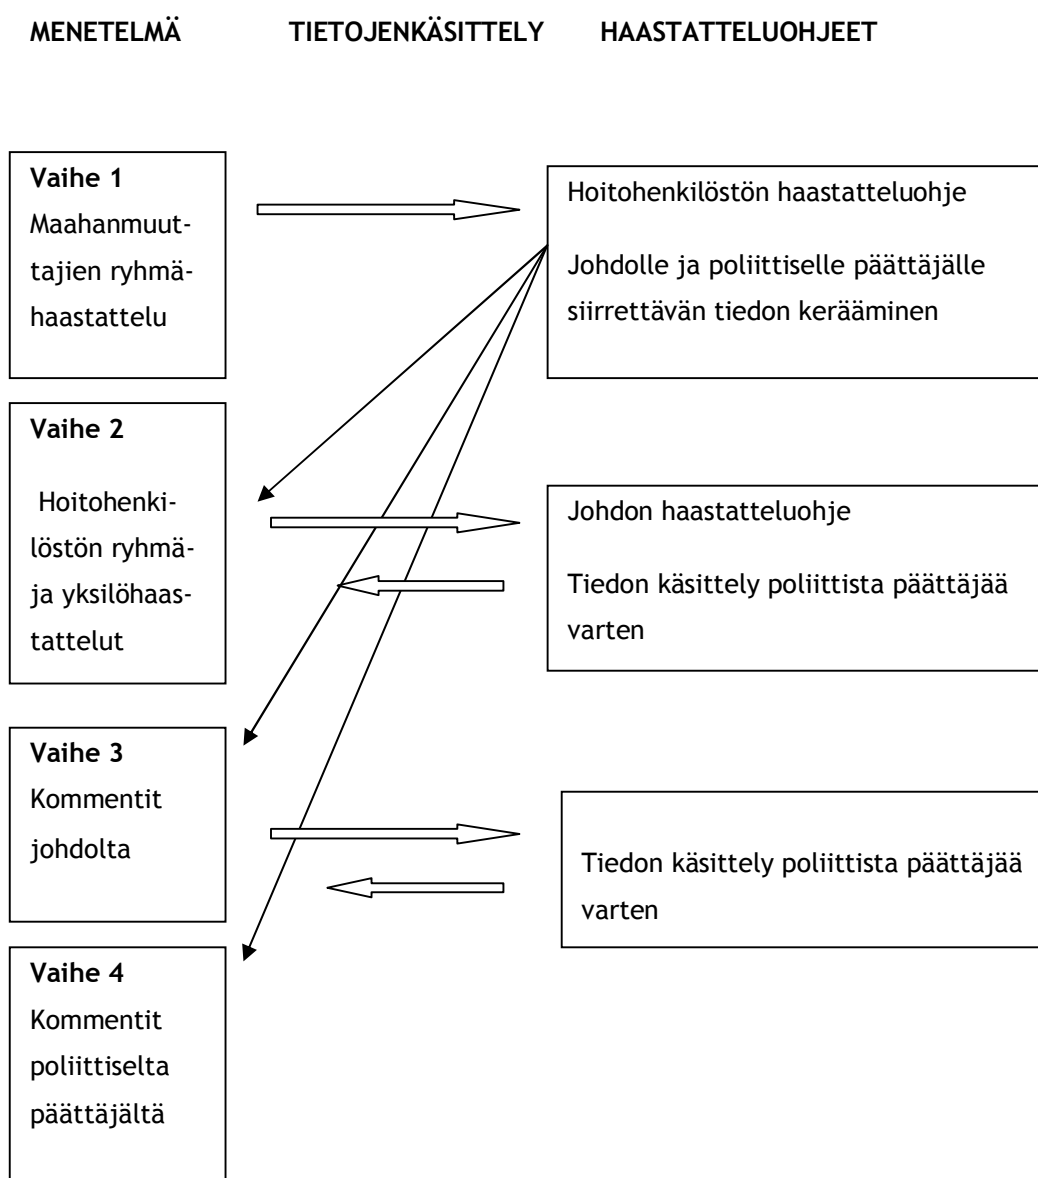 MENETELMÄ TIETOJENKÄSITTELY HAASTATTELUOHJEET
Vaihe 1
Maahanmuut-
tajien ryhmä-
haastattelu
Hoitohenkilöstön haastatteluohje
Johdolle ja poliittiselle päättäjälle
siirrettävän tiedon kerääminen
Vaihe 2
Hoitohenki-
löstön ryhmä-
ja yksilöhaas-
tattelut
Johdon haastatteluohje
Tiedon käsittely poliittista päättäjää
varten
Vaihe 3
Kommentit
johdolta
Tiedon käsittely poliittista päättäjää
varten
Vaihe 4
Kommentit
poliittiselta
päättäjältä